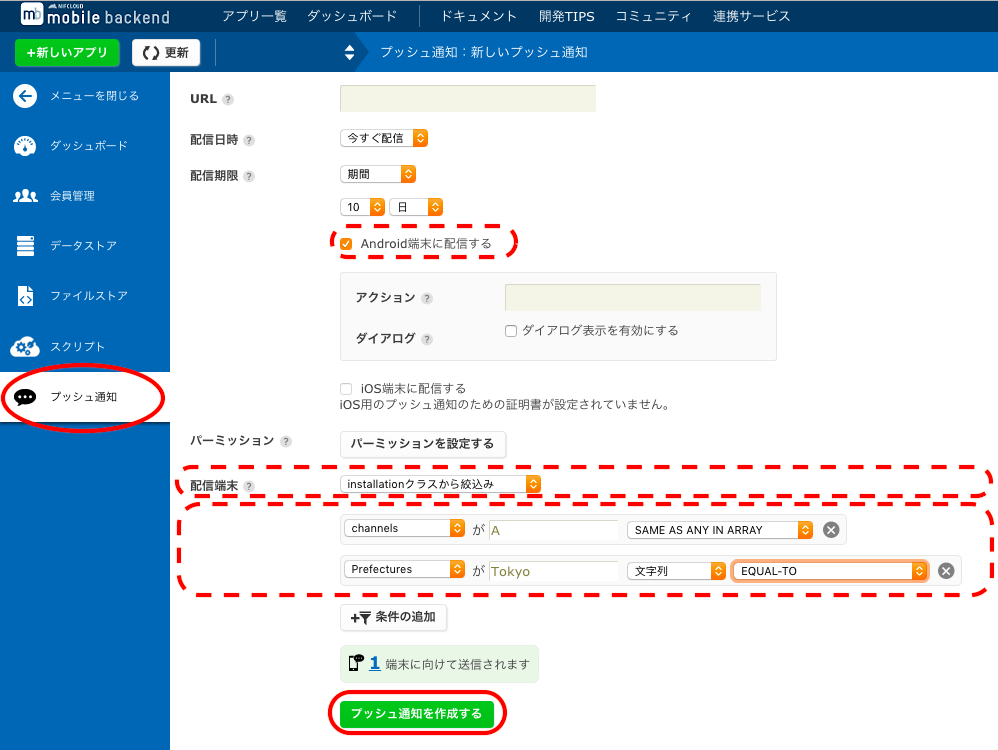 NIFCLOUD
mb mobile backend アプリ一覧 ダッシュボード ドキュメント 開発TIPS コミュニティ 連携サービス
+新しいアプリ 更新 プッシュ通知：新しいプッシュ通知
メニューを閉じる
ダッシュボード
会員管理
データストア
ファイルストア
スクリプト
プッシュ通知
URL ?
配信日時 ? 今すぐ配信
配信期限 ? 期間
10 日
Android端末に配信する
アクション ?
ダイアログ ? ダイアログ表示を有効にする
iOS端末に配信する
iOS用のプッシュ通知のための証明書が設定されていません。
パーミッション ? パーミッションを設定する
配信端末 ? installationクラスから絞込み
channels が A SAME AS ANY IN ARRAY
Prefectures が Tokyo 文字列 EQUAL-TO
+ 条件の追加
1 端末に向けて送信されます
プッシュ通知を作成する